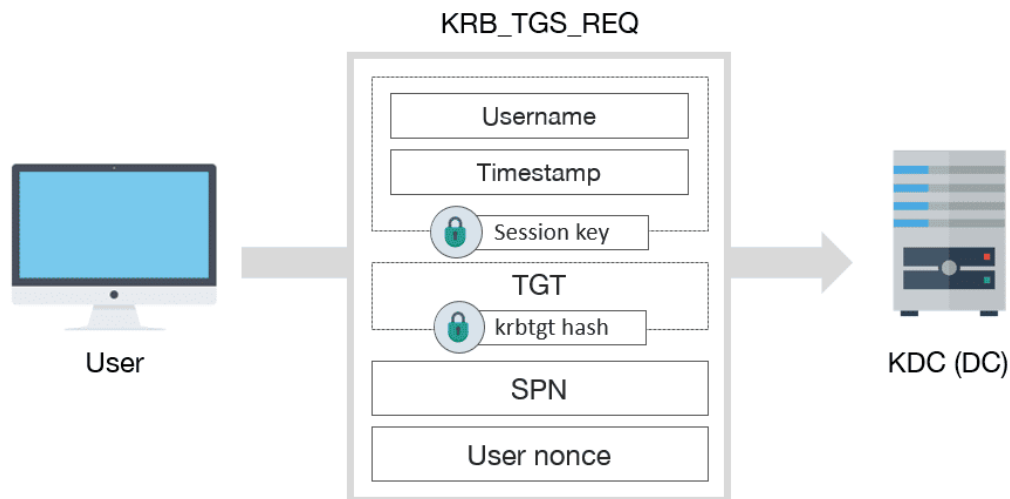 KRB_TGS_REQ
Username
Timestamp
Session key
TGT
krbtgt hash
SPN
User nonce
User
KDC (DC)